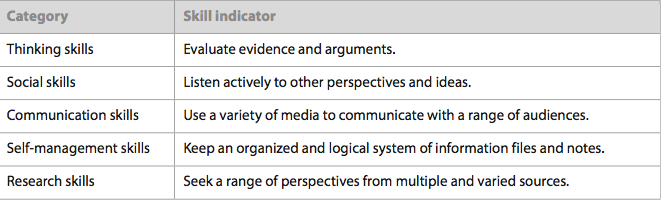 Category Skill indicator
Thinking skills Evaluate evidence and arguments.
Social skills Listen actively to other perspectives and ideas.
Communication skills Use a variety of media to communicate with a range of audiences.
Self-management skills Keep an organized and logical system of information files and notes.
Research skills Seek a range of perspectives from multiple and varied sources.